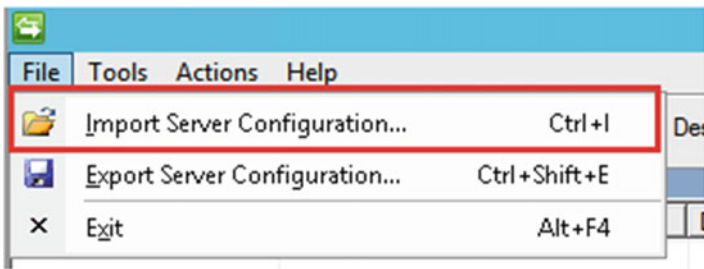 File Tools Actions Help
Import Server Configuration... Ctrl+I
Export Server Configuration... Ctrl+Shift+E
Exit Alt+F4